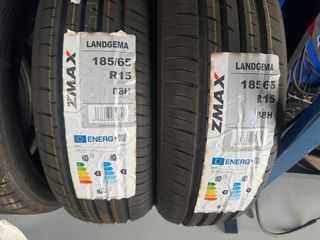 ZMAX
LANDGEMA
185/65
R15
88H
ENERG
ZMAX
LANDGEMA
185/65
R15
88H
ENERG